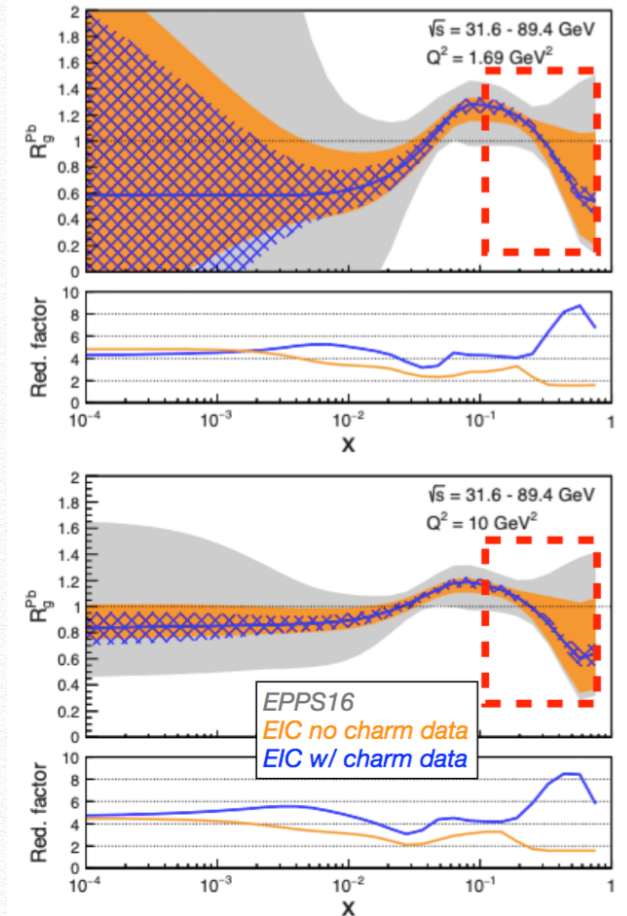 √s = 31.6 - 89.4 GeV
Q² = 1.69 GeV²
R_g^Pb
2
1.8
1.6
1.4
1.2
1
0.8
0.6
0.4
0.2
0
Red. factor
10
8
6
4
2
0
10⁻⁴ 10⁻³ 10⁻² 10⁻¹ 1
X
√s = 31.6 - 89.4 GeV
Q² = 10 GeV²
R_g^Pb
2
1.8
1.6
1.4
1.2
1
0.8
0.6
0.4
0.2
0
EPPS16
EIC no charm data
EIC w/ charm data
Red. factor
8
6
4
2
0
10⁻⁴ 10⁻³ 10⁻² 10⁻¹ 1
X